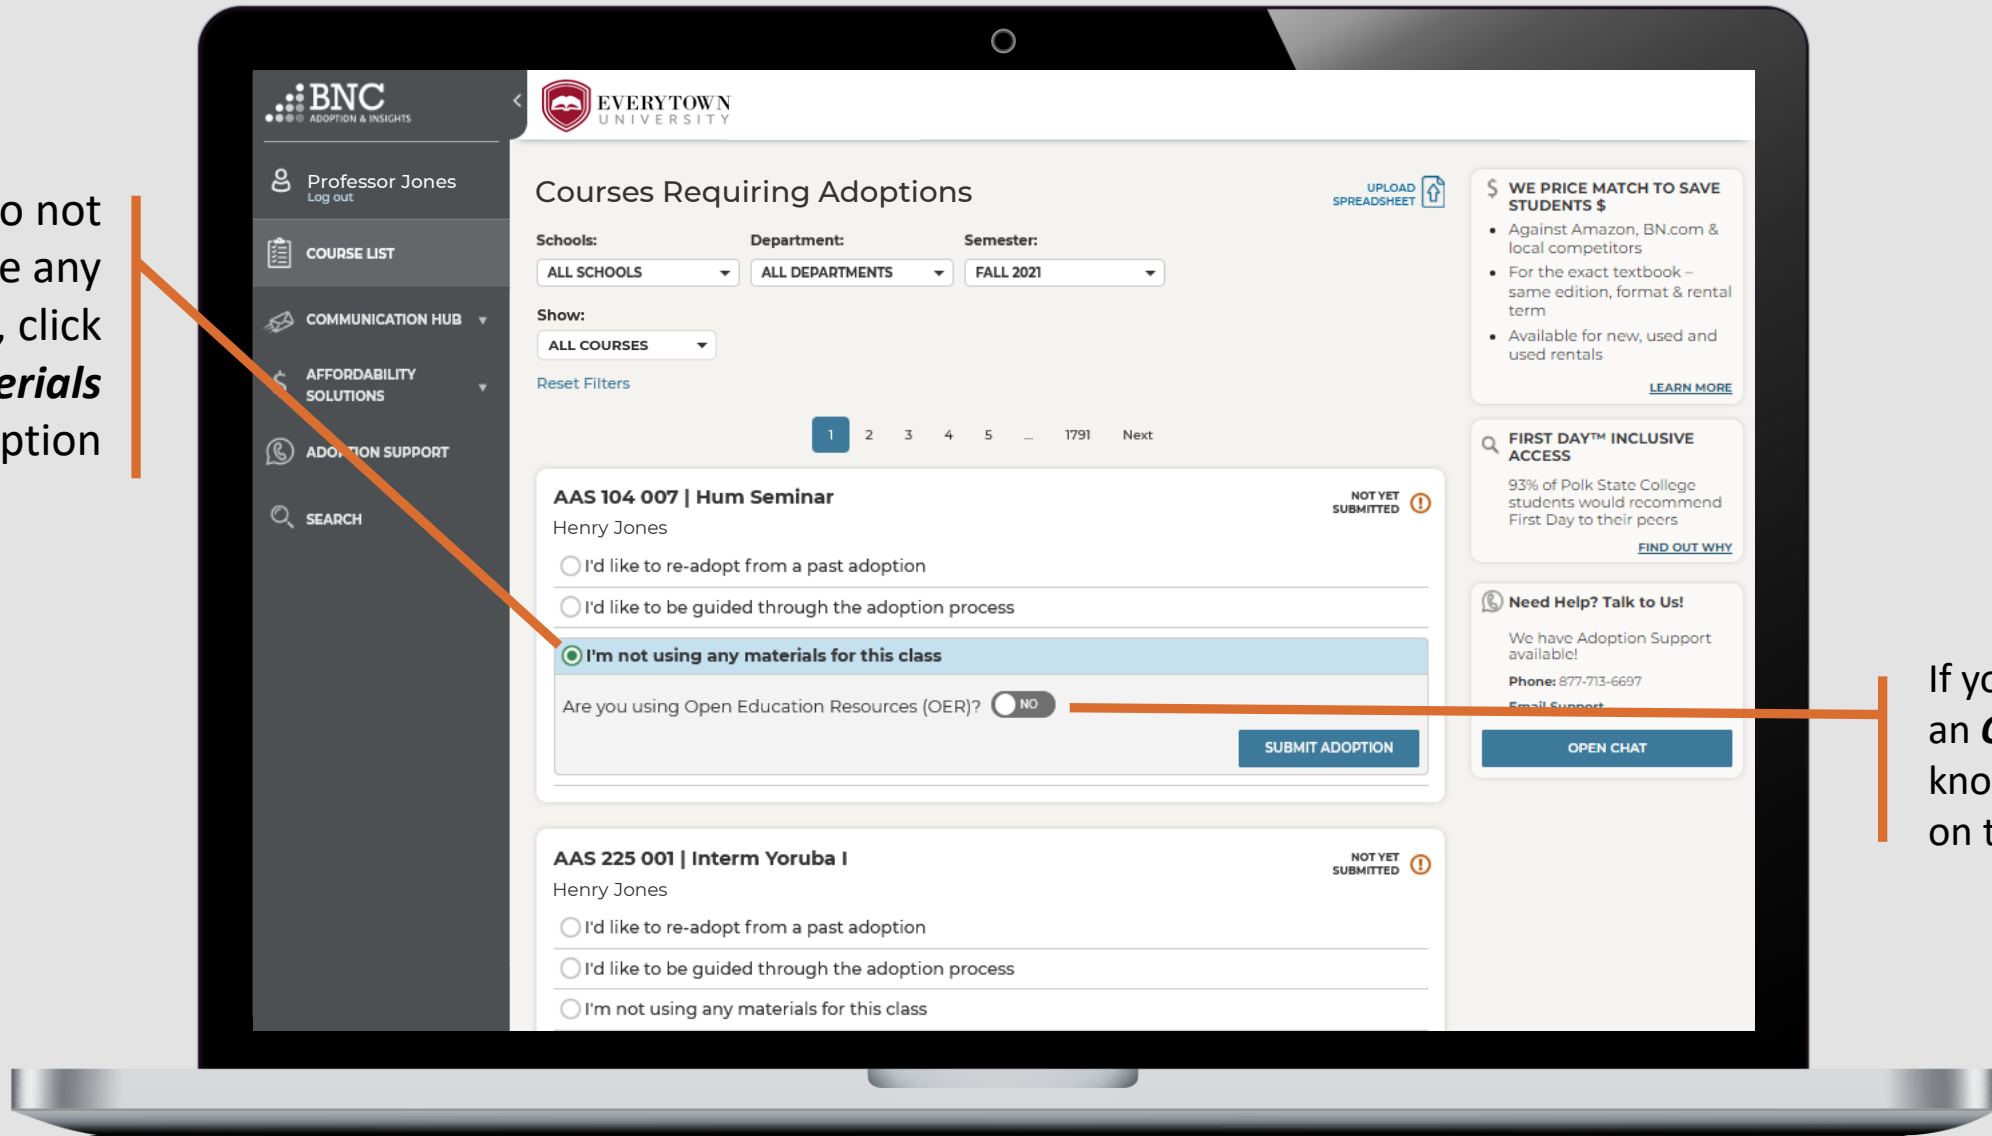 o not
e any
, click
erials
ption
BNC
ADOPTION & INSIGHTS
Professor Jones
Log out
COURSE LIST
COMMUNICATION HUB
AFFORDABILITY
SOLUTIONS
ADOPTION SUPPORT
SEARCH
EVERYTOWN
UNIVERSITY
Courses Requiring Adoptions
UPLOAD
SPREADSHEET
Schools: Department: Semester:
ALL SCHOOLS ALL DEPARTMENTS FALL 2021
Show:
ALL COURSES
Reset Filters
1 2 3 4 5 ... 1791 Next
AAS 104 007 | Hum Seminar
NOT YET
SUBMITTED
Henry Jones
I'd like to re-adopt from a past adoption
I'd like to be guided through the adoption process
I'm not using any materials for this class
Are you using Open Education Resources (OER)? NO
SUBMIT ADOPTION
AAS 225 001 | Interm Yoruba I
NOT YET
SUBMITTED
Henry Jones
I'd like to re-adopt from a past adoption
I'd like to be guided through the adoption process
I'm not using any materials for this class
$ WE PRICE MATCH TO SAVE
STUDENTS $
• Against Amazon, BN.com &
local competitors
• For the exact textbook –
same edition, format & rental
term
• Available for new, used and
used rentals
LEARN MORE
FIRST DAY™ INCLUSIVE
ACCESS
93% of Polk State College
students would recommend
First Day to their peers
FIND OUT WHY
Need Help? Talk to Us!
We have Adoption Support
available!
Phone: 877-713-6697
Email Support
OPEN CHAT
If yo
an
kno
on t